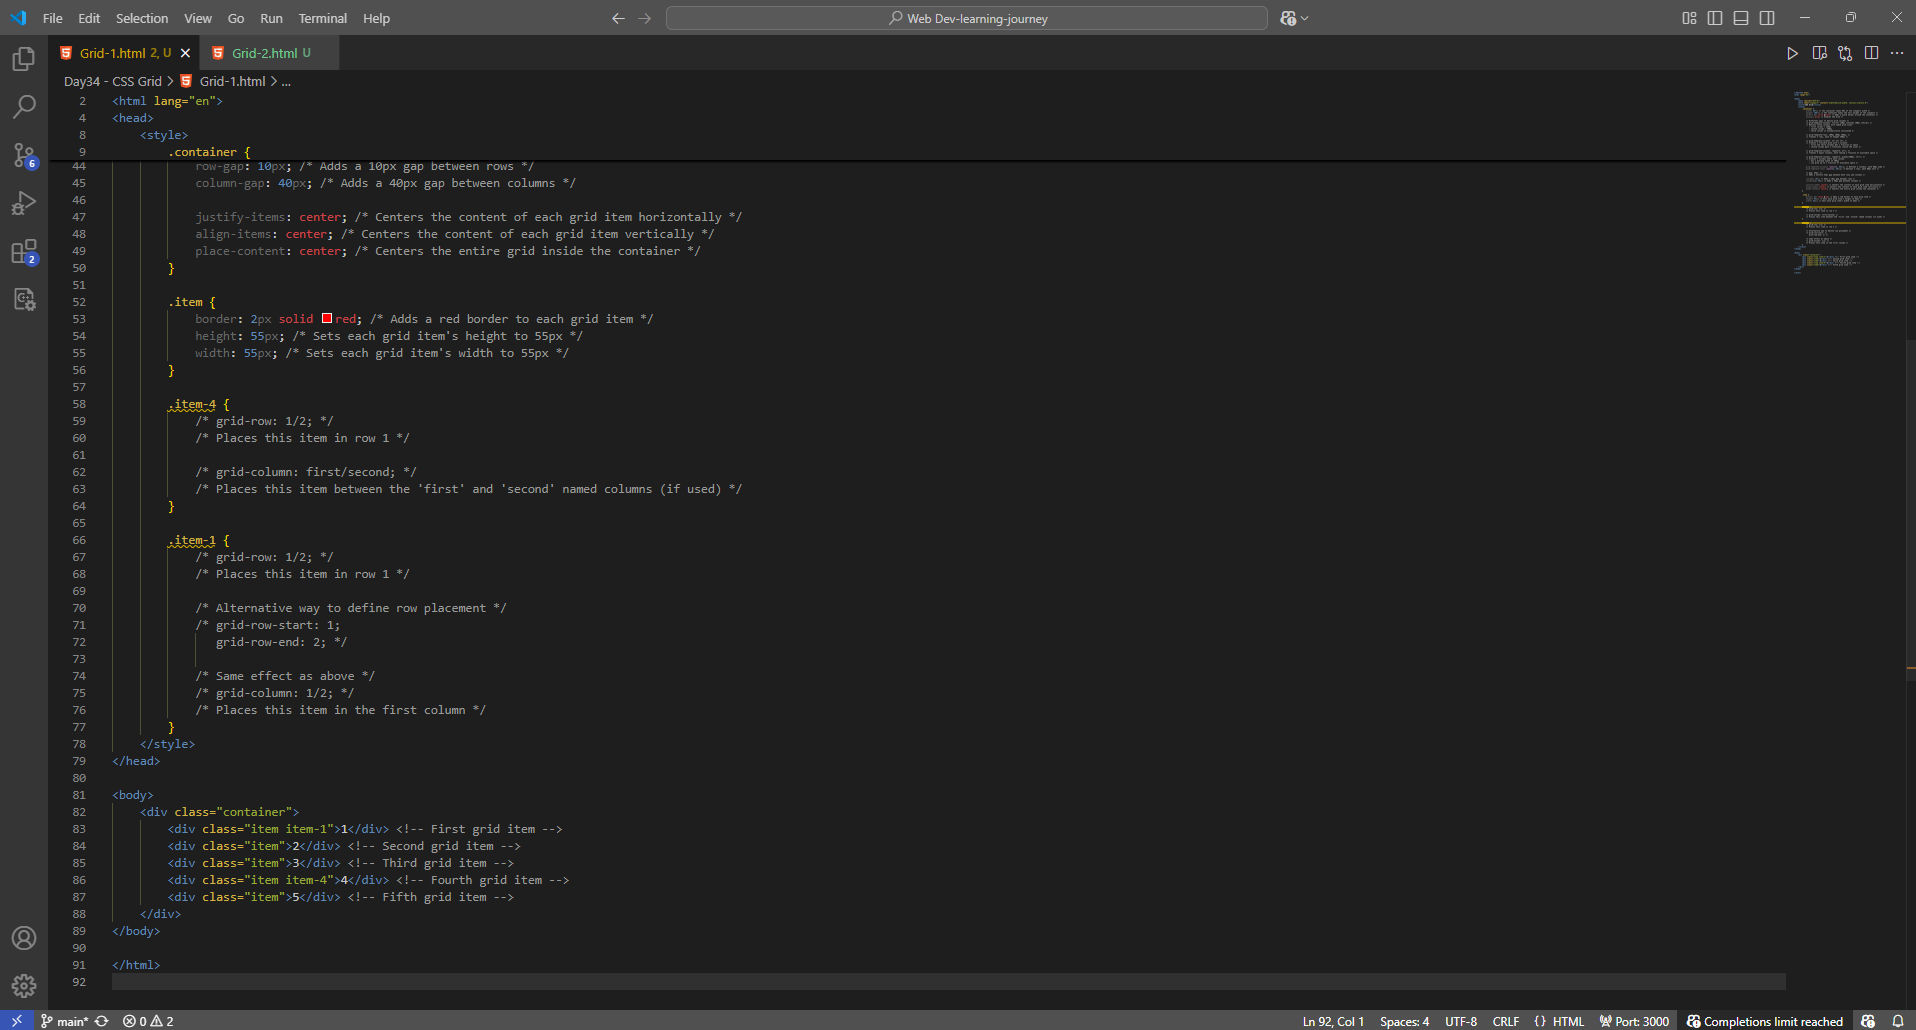 File Edit Selection View Go Run Terminal Help
Web Dev-learning-journey
Grid-1.html 2, U
Grid-2.html U
Day34 - CSS Grid > Grid-1.html > ...
2 <html lang="en">
4 <head>
8 <style>
9 .container {
44 row-gap: 10px; /* Adds a 10px gap between rows */
45 column-gap: 40px; /* Adds a 40px gap between columns */
46
47 justify-items: center; /* Centers the content of each grid item horizontally */
48 align-items: center; /* Centers the content of each grid item vertically */
49 place-content: center; /* Centers the entire grid inside the container */
50 }
51
52 .item {
53 border: 2px solid red; /* Adds a red border to each grid item */
54 height: 55px; /* Sets each grid item's height to 55px */
55 width: 55px; /* Sets each grid item's width to 55px */
56 }
57
58 .item-4 {
59 /* grid-row: 1/2; */
60 /* Places this item in row 1 */
61
62 /* grid-column: first/second; */
63 /* Places this item between the 'first' and 'second' named columns (if used) */
64 }
65
66 .item-1 {
67 /* grid-row: 1/2; */
68 /* Places this item in row 1 */
69
70 /* Alternative way to define row placement */
71 /* grid-row-start: 1;
72 grid-row-end: 2; */
73
74 /* Same effect as above */
75 /* grid-column: 1/2; */
76 /* Places this item in the first column */
77 }
78 </style>
79 </head>
80
81 <body>
82 <div class="container">
83 <div class="item item-1">1</div> <!-- First grid item -->
84 <div class="item">2</div> <!-- Second grid item -->
85 <div class="item">3</div> <!-- Third grid item -->
86 <div class="item item-4">4</div> <!-- Fourth grid item -->
87 <div class="item">5</div> <!-- Fifth grid item -->
88 </div>
89 </body>
90
91 </html>
92
6
2
main* 0 2
Ln 92, Col 1 Spaces: 4 UTF-8 CRLF {} HTML Port: 3000 Completions limit reached